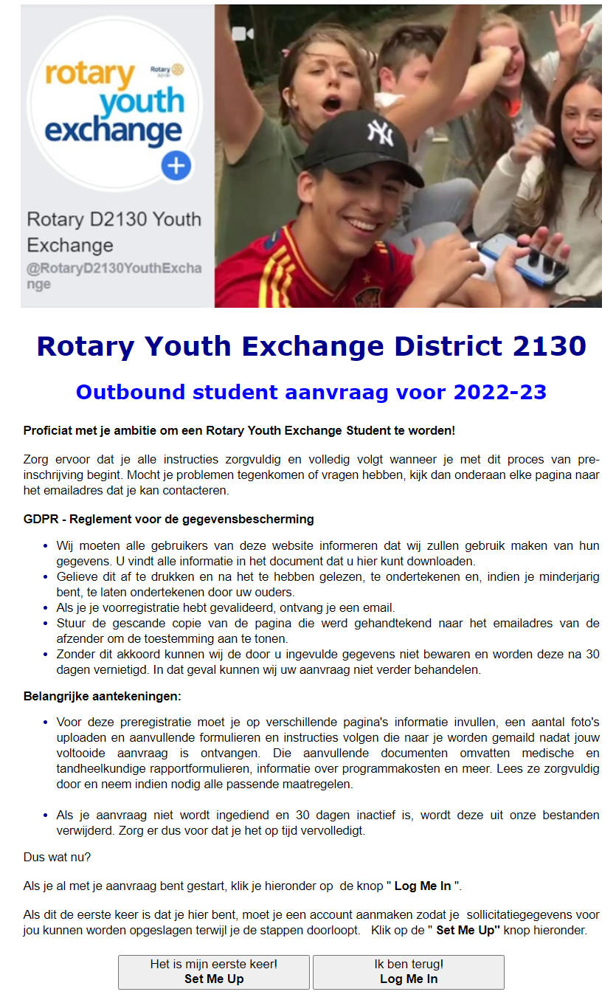 rotary
Rotary
D2130
youth
exchange
Rotary D2130 Youth
Exchange
@RotaryD2130YouthExcha
nge
NY
Rotary Youth Exchange District 2130
Outbound student aanvraag voor 2022-23
Proficiat met je ambitie om een Rotary Youth Exchange Student te worden!
Zorg ervoor dat je alle instructies zorgvuldig en volledig volgt wanneer je met dit proces van pre-
inschrijving begint. Mocht je problemen tegenkomen of vragen hebben, kijk dan onderaan elke pagina naar
het emailadres dat je kan contacteren.
GDPR - Reglement voor de gegevensbescherming
• Wij moeten alle gebruikers van deze website informeren dat wij zullen gebruik maken van hun
gegevens. U vindt alle informatie in het document dat u hier kunt downloaden.
• Gelieve dit af te drukken en na het te hebben gelezen, te ondertekenen en, indien je minderjarig
bent, te laten ondertekenen door uw ouders.
• Als je je voorregistratie hebt gevalideerd, ontvang je een email.
• Stuur de gescande copie van de pagina die werd gehandtekend naar het emailadres van de
afzender om de toestemming aan te tonen.
• Zonder dit akkoord kunnen wij de door u ingevulde gegevens niet bewaren en worden deze na 30
dagen vernietigd. In dat geval kunnen wij uw aanvraag niet verder behandelen.
Belangrijke aantekeningen:
• Voor deze preregistratie moet je op verschillende pagina's informatie invullen, een aantal foto's
uploaden en aanvullende formulieren en instructies volgen die naar je worden gemaild nadat jouw
voltooide aanvraag is ontvangen. Die aanvullende documenten omvatten medische en
tandheelkundige rapportformulieren, informatie over programmakosten en meer. Lees ze zorgvuldig
door en neem indien nodig alle passende maatregelen.
• Als je aanvraag niet wordt ingediend en 30 dagen inactief is, wordt deze uit onze bestanden
verwijderd. Zorg er dus voor dat je het op tijd vervolledigt.
Dus wat nu?
Als je al met je aanvraag bent gestart, klik je hieronder op de knop " Log Me In ".
Als dit de eerste keer is dat je hier bent, moet je een account aanmaken zodat je sollicitatiegegevens voor
jou kunnen worden opgeslagen terwijl je de stappen doorloopt. Klik op de " Set Me Up" knop hieronder.
Het is mijn eerste keer!
Set Me Up
Ik ben terug!
Log Me In